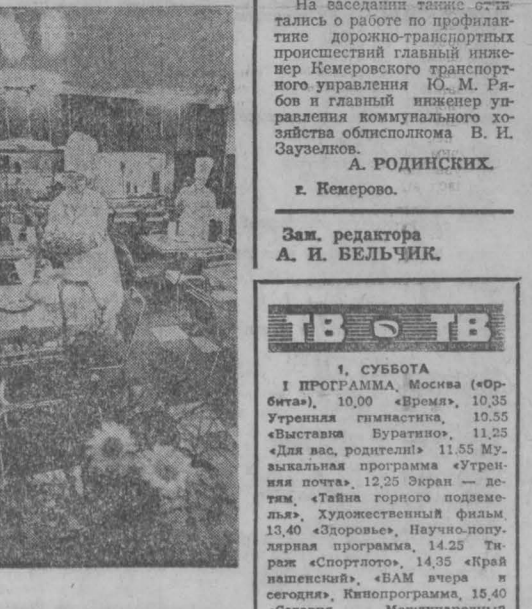 На заседании также отчи-
тались о работе по профилак-
тике дорожно-транспортных
происшествий главный инже-
нер Кемеровского транспорт-
ного управления Ю. М. Ря-
бов и главный инженер уп-
равления коммунального хо-
зяйства облисполкома В. И.
Заузелков.
А. РОДИНСКИХ.
г. Кемерово.
Зам. редактора
А. И. БЕЛЬЧИК.
ТВ ТВ
1, СУББОТА
I ПРОГРАММА, Москва («Ор-
бита»), 10,00 «Время», 10,35
Утренняя гимнастика, 10.55
«Выставка Буратино», 11,25
«Для вас, родители!» 11.55 Му-
зыкальная программа «Утрен-
няя почта», 12,25 Экран — де-
тям, «Тайна горного подземе-
лья», Художественный фильм,
13,40 «Здоровье», Научно-попу-
лярная программа, 14.25 Ти-
раж «Спортлото», 14,35 «Край
нашенский», «БАМ вчера и
сегодня», Кинопрограмма, 15,40
«Сегодня Международный